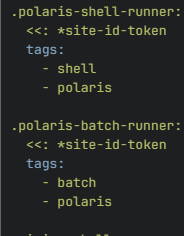 .polaris-shell-runner:
  <<: *site-id-token
  tags:
    - shell
    - polaris

.polaris-batch-runner:
  <<: *site-id-token
  tags:
    - batch
    - polaris